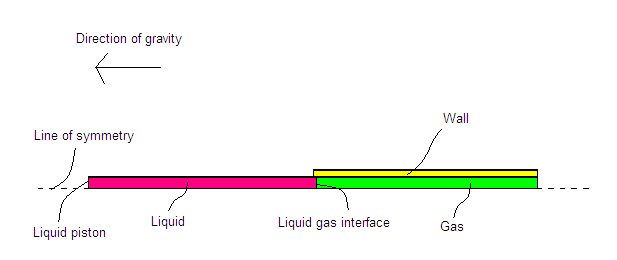 Direction of gravity
Wall
Line of symmetry
Liquid piston
Liquid
Liquid gas interface
Gas